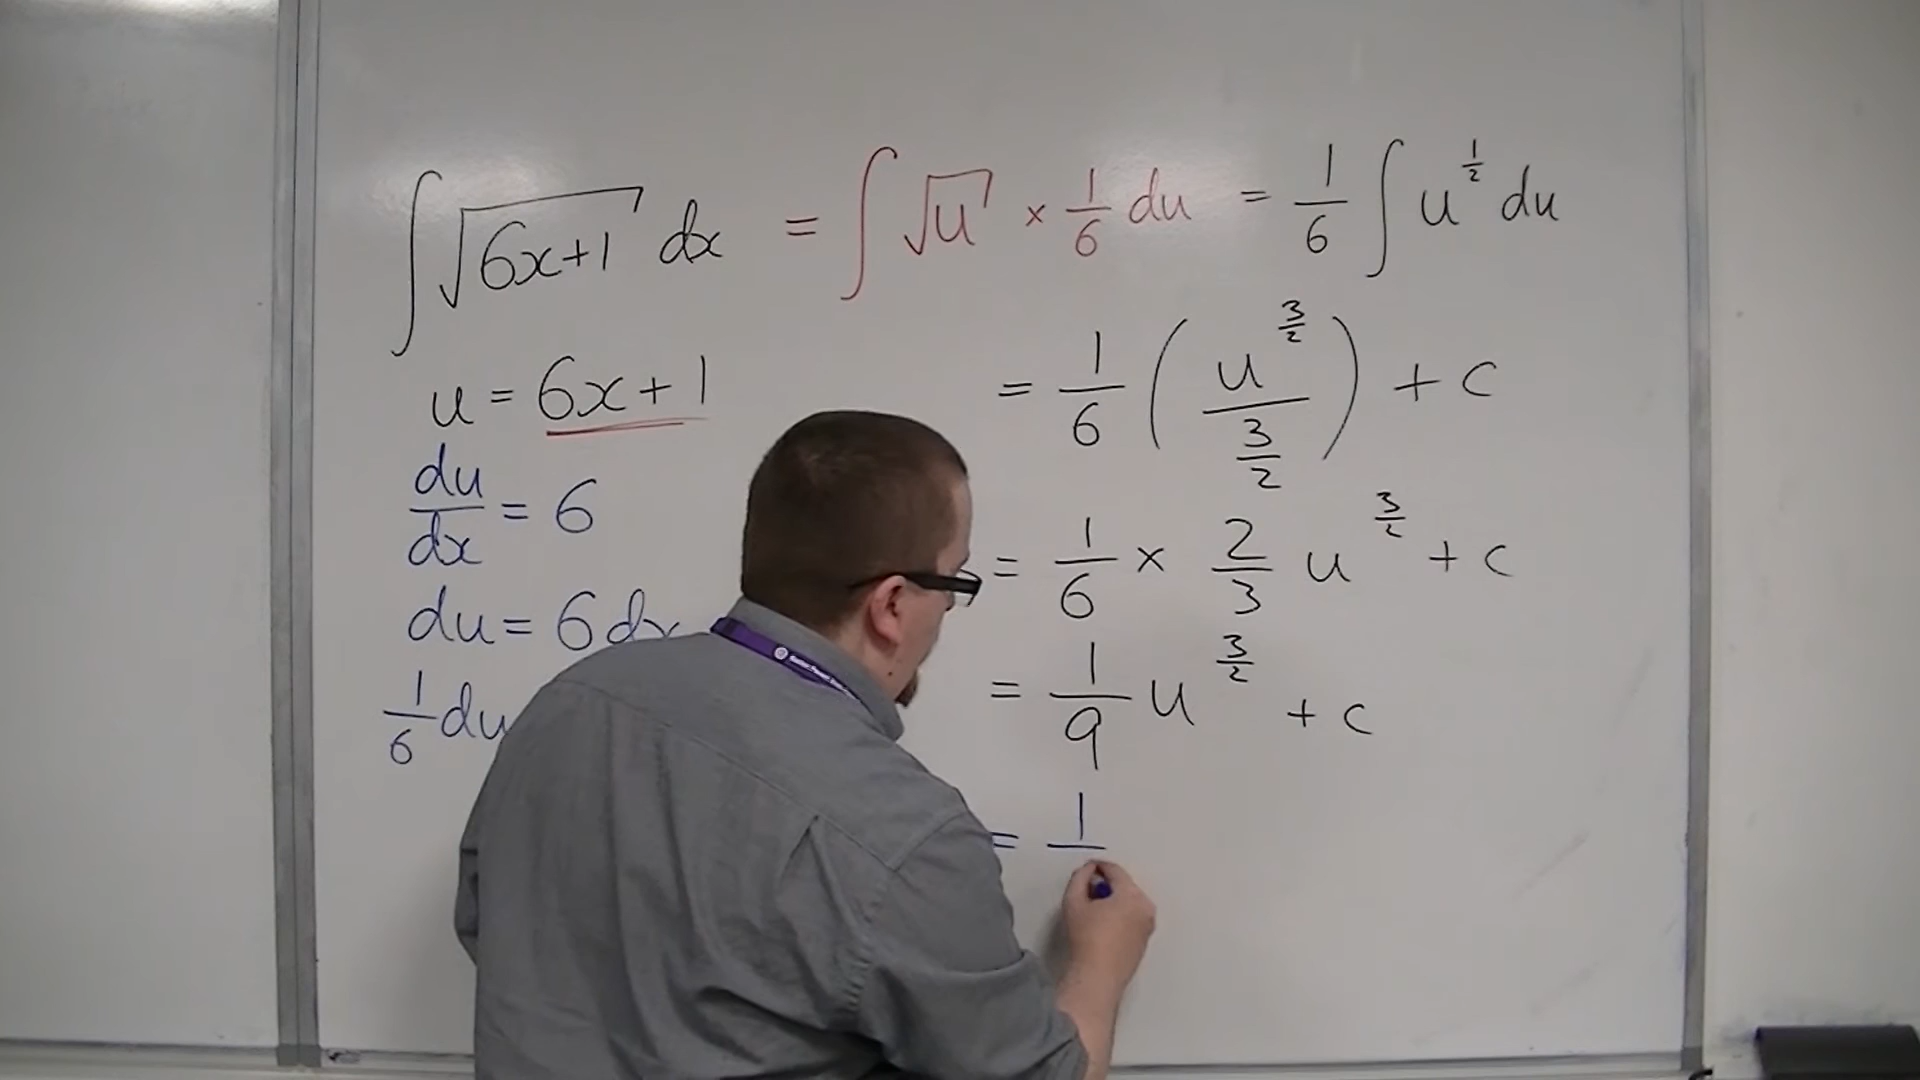 ∫√(6x+1) dx = ∫√u × 1/6 du = 1/6 ∫ u^(1/2) du
u = 6x+1
du/dx = 6
du = 6dx
1/6 du
= 1/6 (u^(3/2) / (3/2)) + c
= 1/6 × 2/3 u^(3/2) + c
= 1/9 u^(3/2) + c
= 1